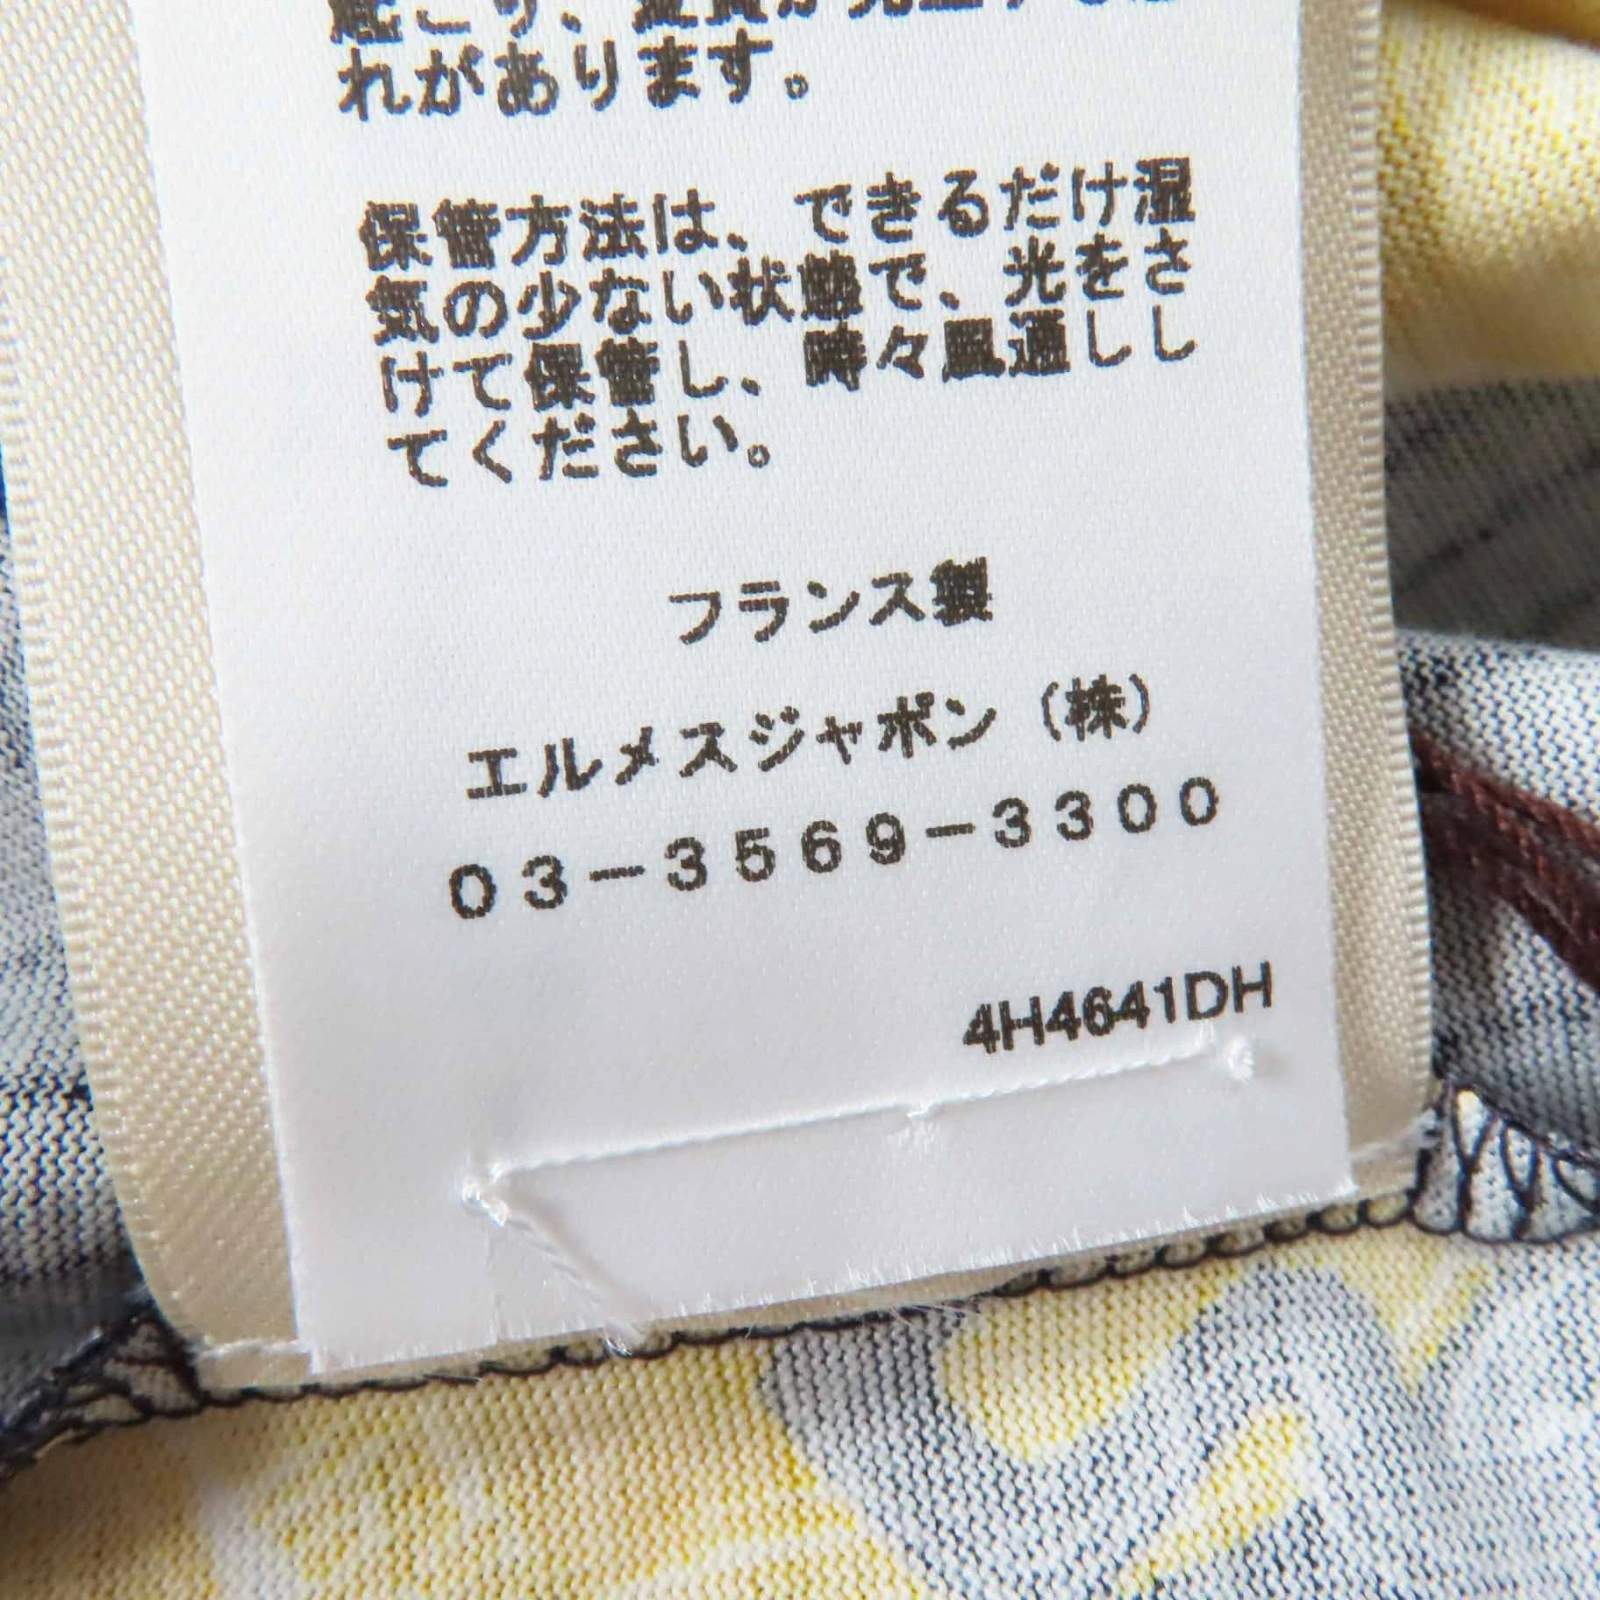 れがあります。
保管方法は、できるだけ湿
気の少ない状態で、光をさ
けて保管し、時々風通しし
てください。
フランス製
エルメスジャポン（株）
０３－３５６９－３３００
4H4641DH